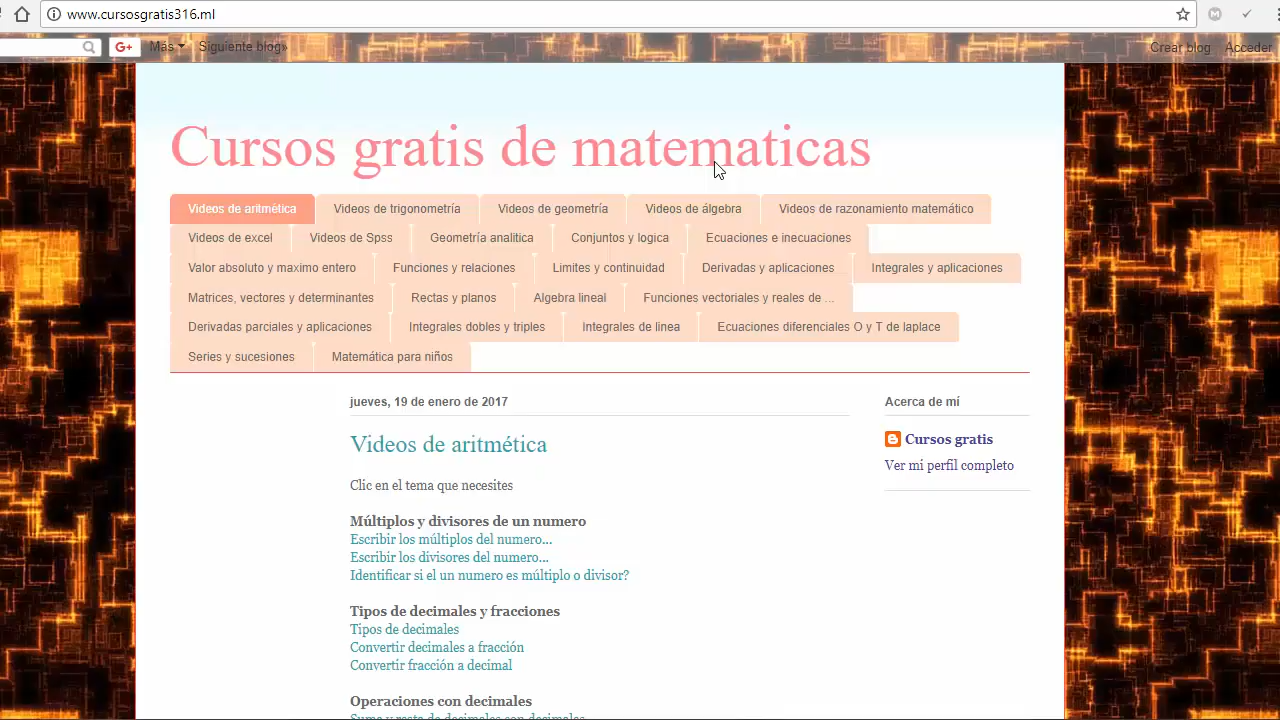 www.cursosgratis316.ml
G+ Más Siguiente blog» Crear blog Acceder
Cursos gratis de matematicas
Videos de aritmética Videos de trigonometría Videos de geometría Videos de álgebra Videos de razonamiento matemático
Videos de excel Videos de Spss Geometría analítica Conjuntos y logica Ecuaciones e inecuaciones
Valor absoluto y maximo entero Funciones y relaciones Limites y continuidad Derivadas y aplicaciones Integrales y aplicaciones
Matrices, vectores y determinantes Rectas y planos Algebra lineal Funciones vectoriales y reales de ...
Derivadas parciales y aplicaciones Integrales dobles y triples Integrales de linea Ecuaciones diferenciales O y T de laplace
Series y sucesiones Matemática para niños
jueves, 19 de enero de 2017
Videos de aritmética
Clic en el tema que necesites
Múltiplos y divisores de un numero
Escribir los múltiplos del numero...
Escribir los divisores del numero...
Identificar si el un numero es múltiplo o divisor?
Tipos de decimales y fracciones
Tipos de decimales
Convertir decimales a fracción
Convertir fracción a decimal
Operaciones con decimales
Suma y resta de decimales con decimales
Acerca de mí
Cursos gratis
Ver mi perfil completo